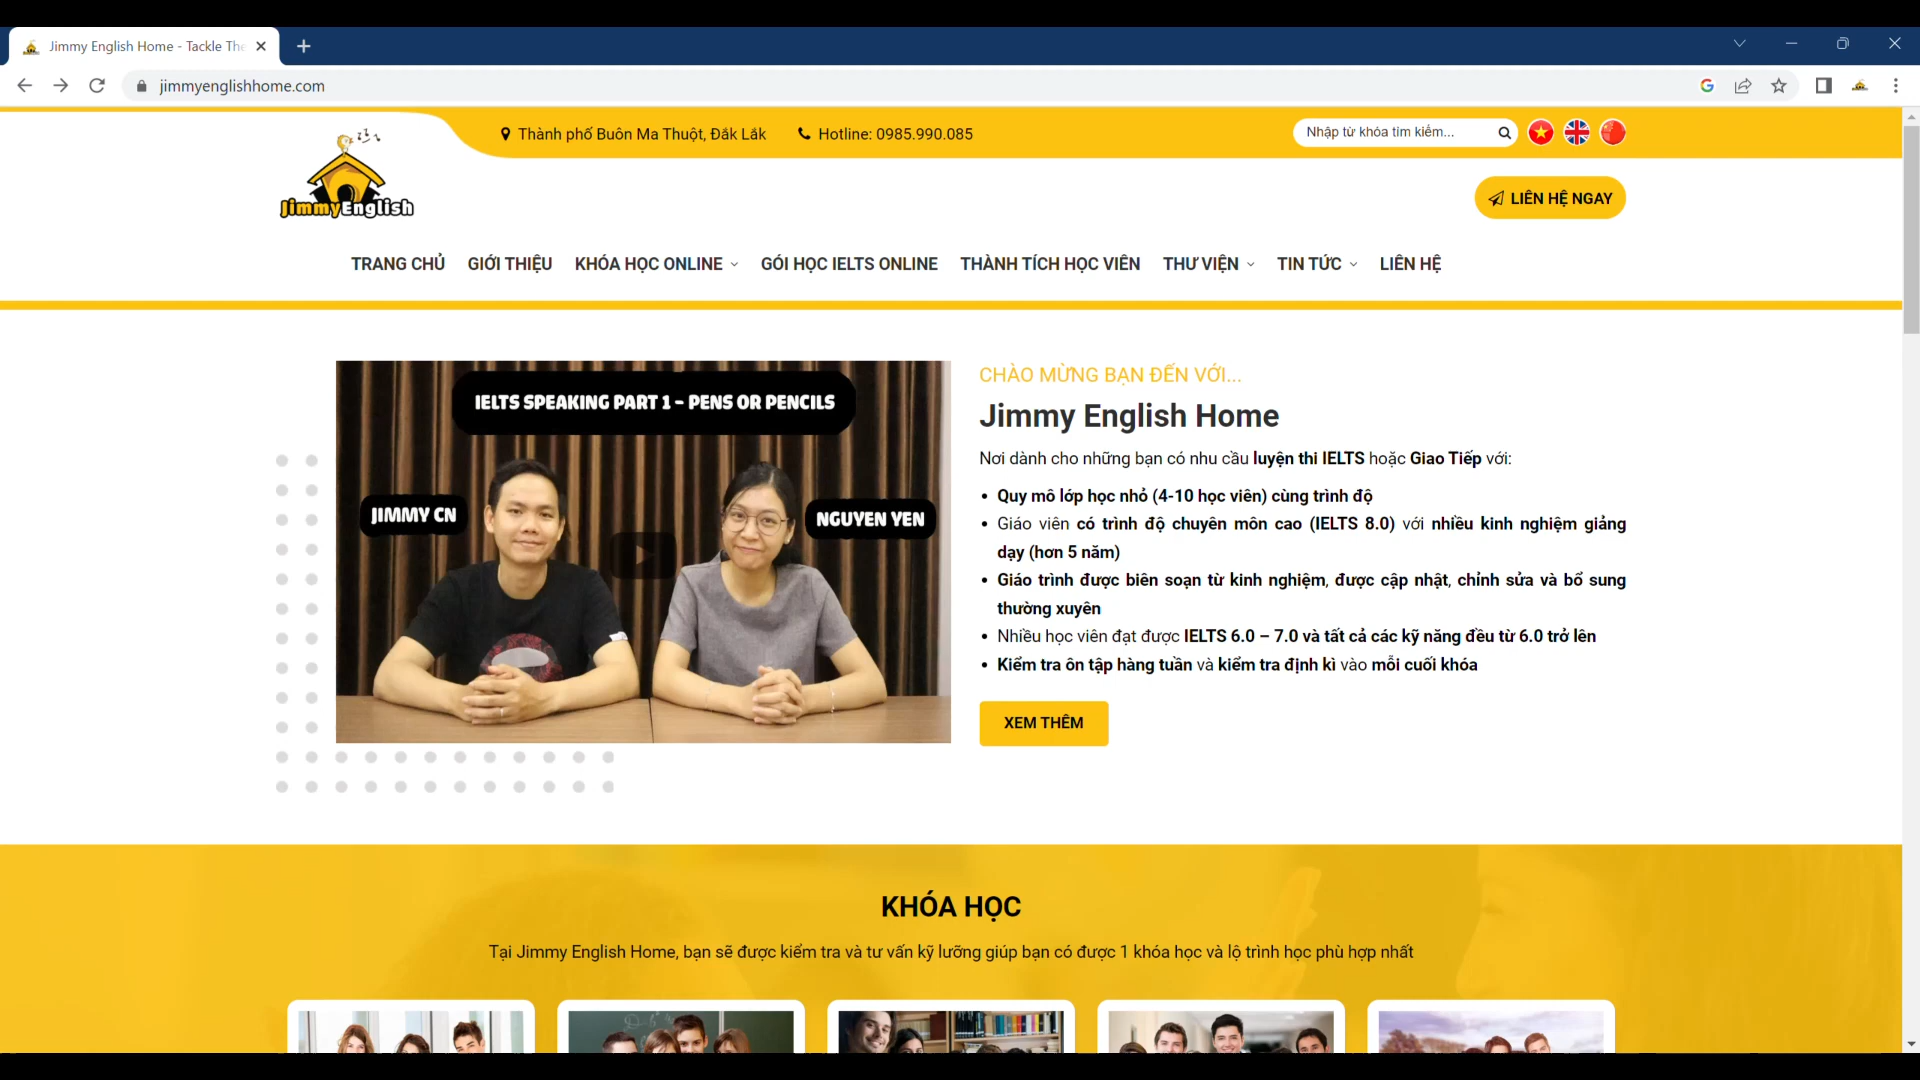 Jimmy English Home - Tackle The
jimmyenglishhome.com
Thành phố Buôn Ma Thuột, Đắk Lắk
Hotline: 0985.990.085
Nhập từ khóa tìm kiếm...
JimmyEnglish
LIÊN HỆ NGAY
TRANG CHỦ
GIỚI THIỆU
KHÓA HỌC ONLINE
GÓI HỌC IELTS ONLINE
THÀNH TÍCH HỌC VIÊN
THƯ VIỆN
TIN TỨC
LIÊN HỆ
IELTS SPEAKING PART 1 - PENS OR PENCILS
JIMMY CN
NGUYEN YEN
CHÀO MỪNG BẠN ĐẾN VỚI...
Jimmy English Home
Nơi dành cho những bạn có nhu cầu luyện thi IELTS hoặc Giao Tiếp với:
• Quy mô lớp học nhỏ (4-10 học viên) cùng trình độ
• Giáo viên có trình độ chuyên môn cao (IELTS 8.0) với nhiều kinh nghiệm giảng
dạy (hơn 5 năm)
• Giáo trình được biên soạn từ kinh nghiệm, được cập nhật, chỉnh sửa và bổ sung
thường xuyên
• Nhiều học viên đạt được IELTS 6.0 – 7.0 và tất cả các kỹ năng đều từ 6.0 trở lên
• Kiểm tra ôn tập hàng tuần và kiểm tra định kì vào mỗi cuối khóa
XEM THÊM
KHÓA HỌC
Tại Jimmy English Home, bạn sẽ được kiểm tra và tư vấn kỹ lưỡng giúp bạn có được 1 khóa học và lộ trình học phù hợp nhất